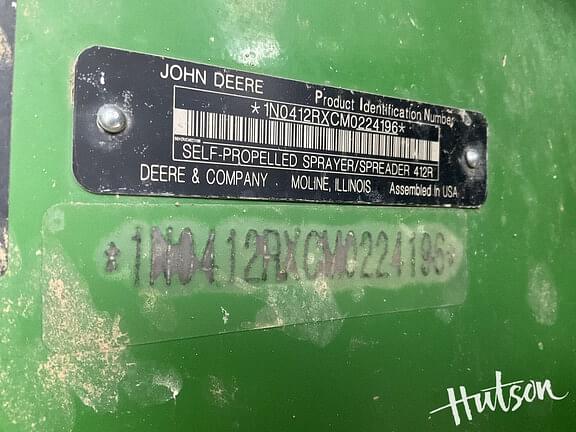 JOHN DEERE
Product Identification Number
*1N0412RXCM0224196*
SELF-PROPELLED SPRAYER/SPREADER 412R
DEERE & COMPANY MOLINE, ILLINOIS Assembled In USA
*1N0412RXCM0224196*
Hutson